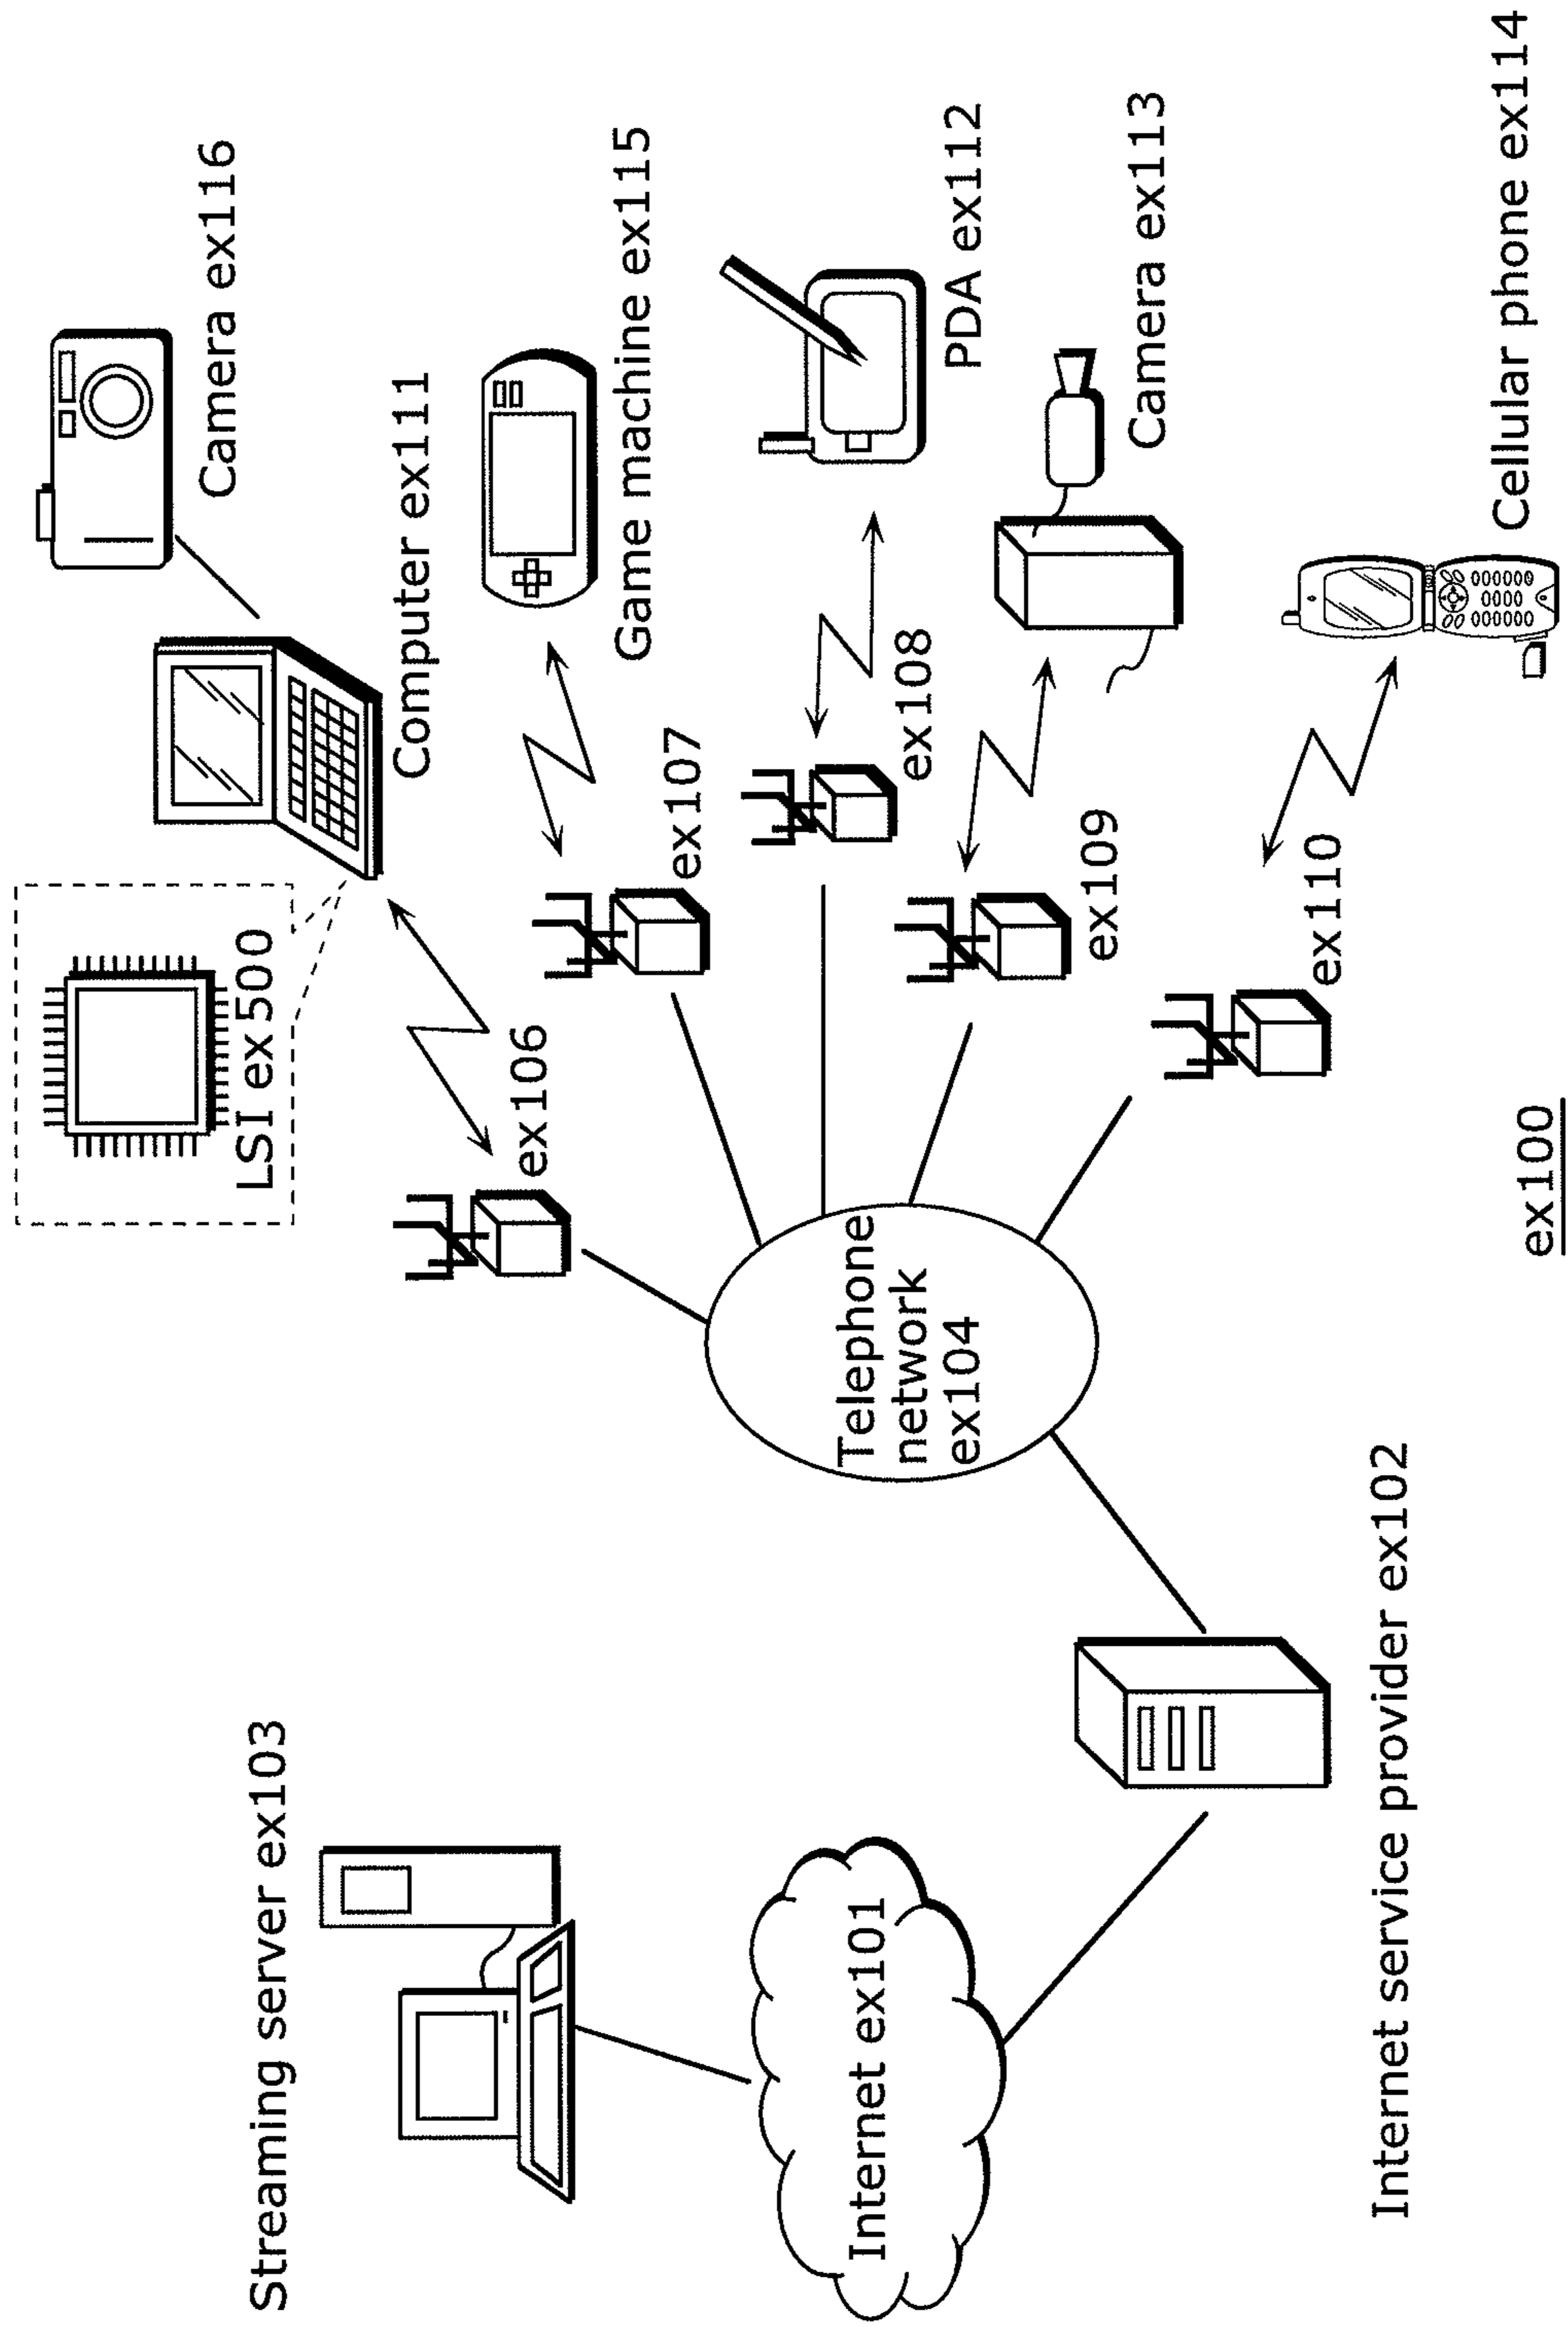 Streaming server ex103
Internet ex101
Internet service provider ex102
Telephone
network
ex104
LSI ex500
ex106
ex107
ex108
ex109
ex110
Camera ex116
Computer ex111
Game machine ex115
PDA ex112
Camera ex113
Cellular phone ex114
ex100